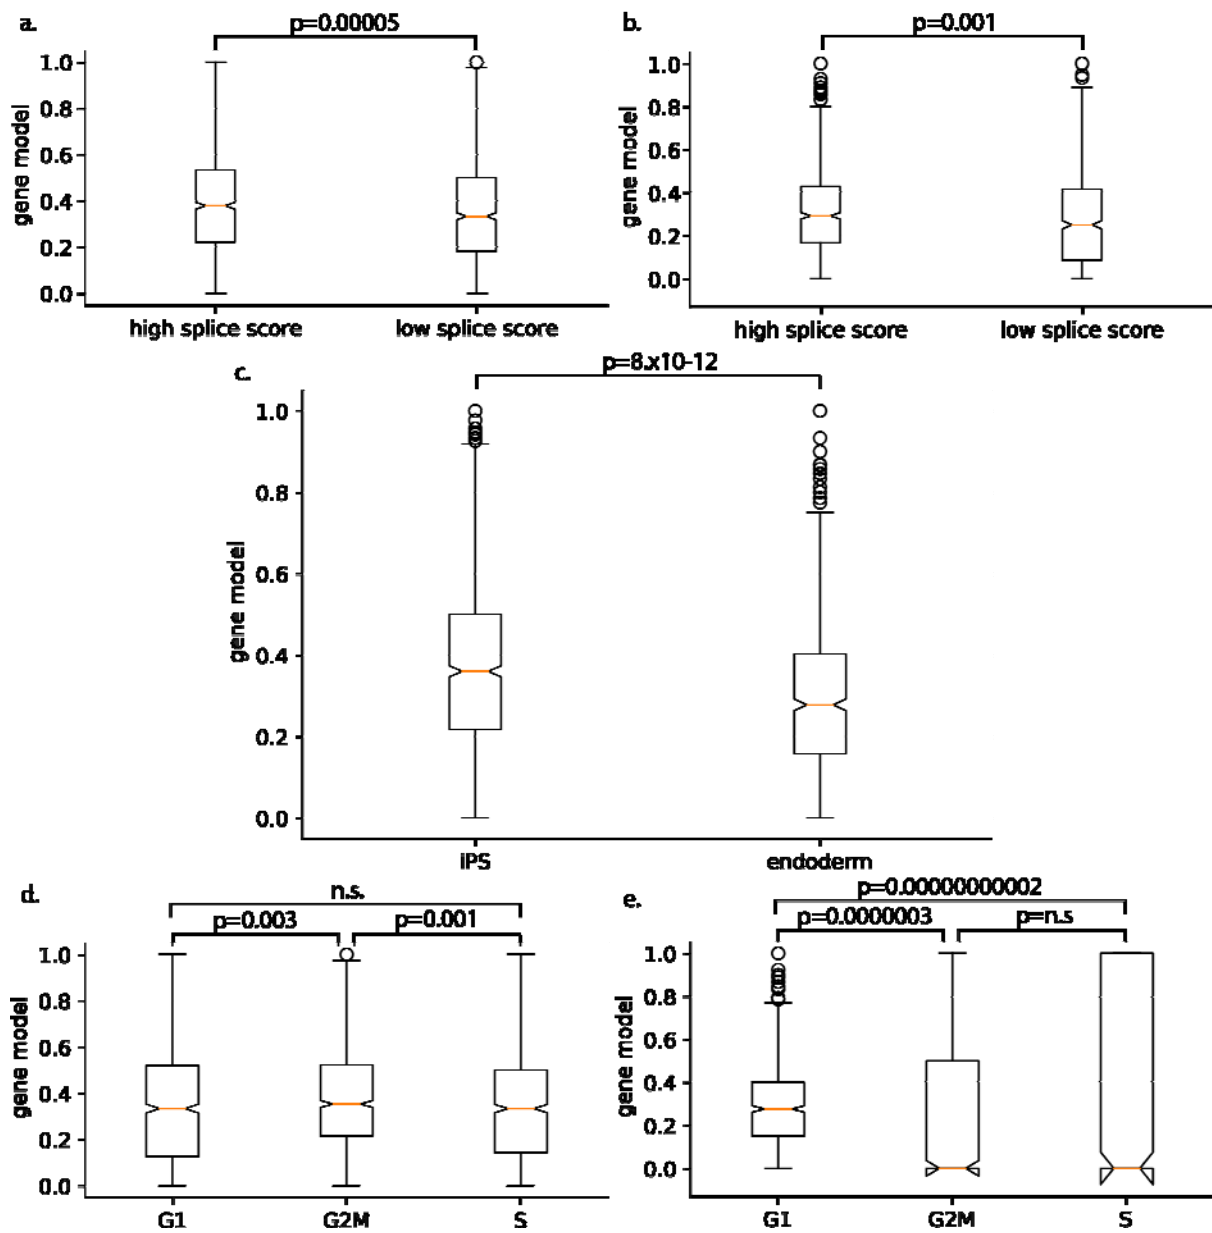 a.
p=0.00005
gene model
1.0
0.8
0.6
0.4
0.2
0.0
high splice score
low splice score
b.
p=0.001
gene model
1.0
0.8
0.6
0.4
0.2
0.0
high splice score
low splice score
c.
p=8.x10-12
gene model
1.0
0.8
0.6
0.4
0.2
0.0
iPS
endoderm
d.
n.s.
p=0.003
p=0.001
gene model
1.0
0.8
0.6
0.4
0.2
0.0
G1
G2M
S
e.
p=0.00000000002
p=0.0000003
p=n.s
gene model
1.0
0.8
0.6
0.4
0.2
0.0
G1
G2M
S